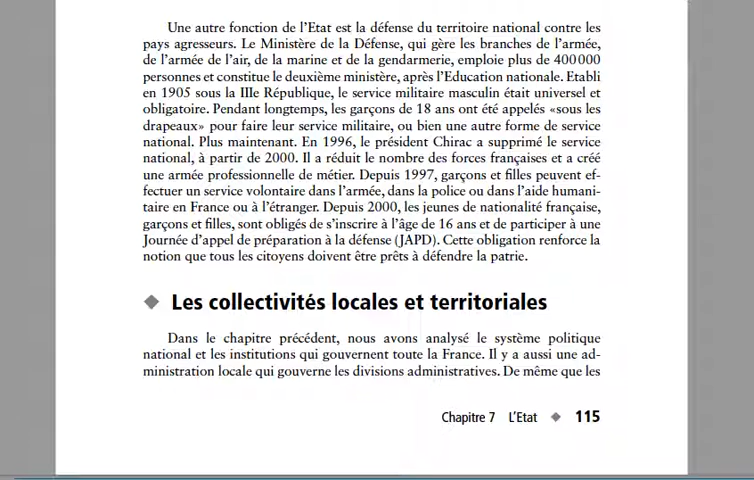 Une autre fonction de l'Etat est la défense du territoire national contre les
pays agresseurs. Le Ministère de la Défense, qui gère les branches de l'armée,
de l'armée de l'air, de la marine et de la gendarmerie, emploie plus de 400 000
personnes et constitue le deuxième ministère, après l'Education nationale. Etabli
en 1905 sous la IIIe République, le service militaire masculin était universel et
obligatoire. Pendant longtemps, les garçons de 18 ans ont été appelés «sous les
drapeaux» pour faire leur service militaire, ou bien une autre forme de service
national. Plus maintenant. En 1996, le président Chirac a supprimé le service
national, à partir de 2000. Il a réduit le nombre des forces françaises et a créé
une armée professionnelle de métier. Depuis 1997, garçons et filles peuvent ef-
fectuer un service volontaire dans l'armée, dans la police ou dans l'aide humani-
taire en France ou à l'étranger. Depuis 2000, les jeunes de nationalité française,
garçons et filles, sont obligés de s'inscrire à l'âge de 16 ans et de participer à une
Journée d'appel de préparation à la défense (JAPD). Cette obligation renforce la
notion que tous les citoyens doivent être prêts à défendre la patrie.
◆ Les collectivités locales et territoriales
Dans le chapitre précédent, nous avons analysé le système politique
national et les institutions qui gouvernent toute la France. Il y a aussi une ad-
ministration locale qui gouverne les divisions administratives. De même que les
Chapitre 7 L'Etat ◆ 115